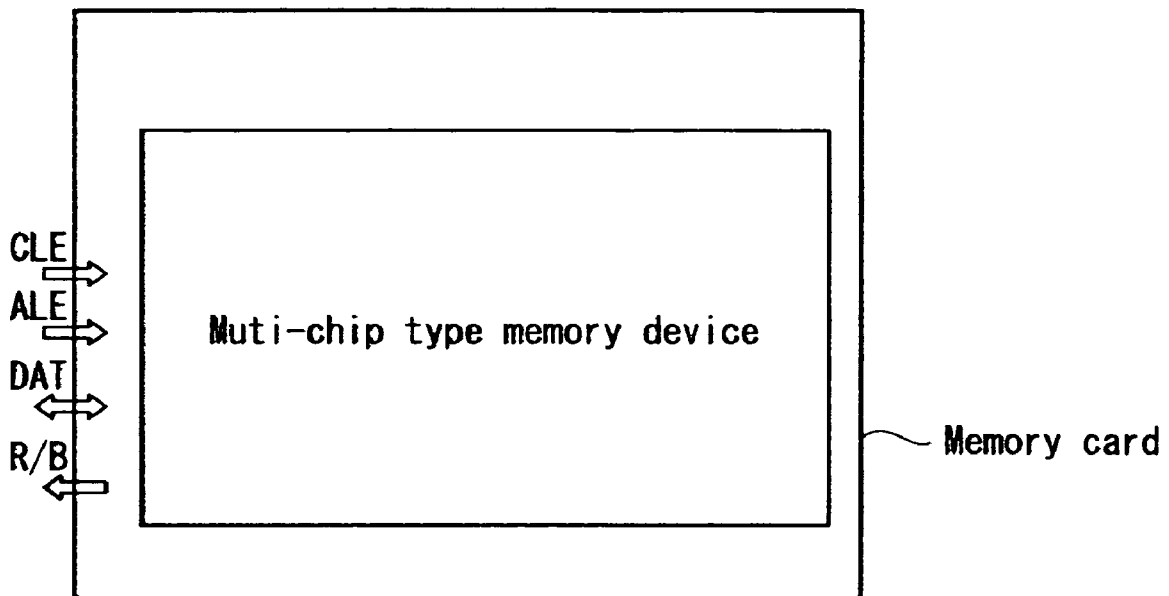 CLE
ALE
Muti-chip type memory device
DAT
R/B
Memory card